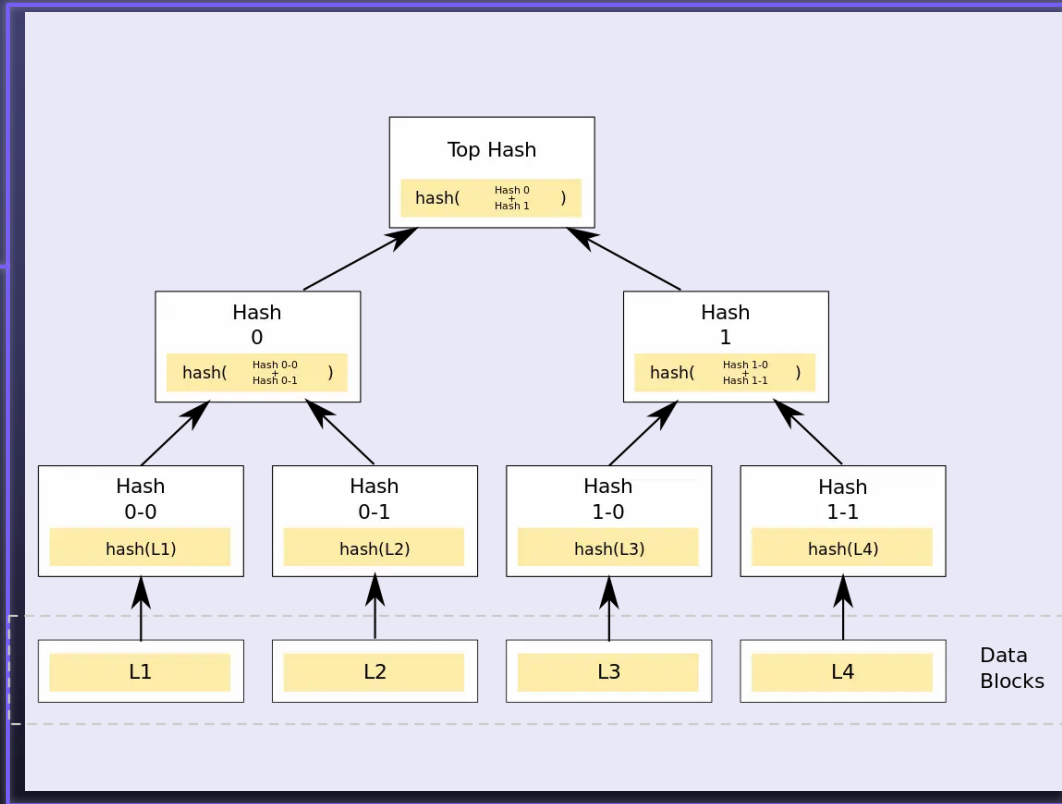 Top Hash
hash( Hash 0 + Hash 1 )
Hash
0
hash( Hash 0-0 + Hash 0-1 )
Hash
1
hash( Hash 1-0 + Hash 1-1 )
Hash
0-0
hash(L1)
Hash
0-1
hash(L2)
Hash
1-0
hash(L3)
Hash
1-1
hash(L4)
L1
L2
L3
L4
Data
Blocks